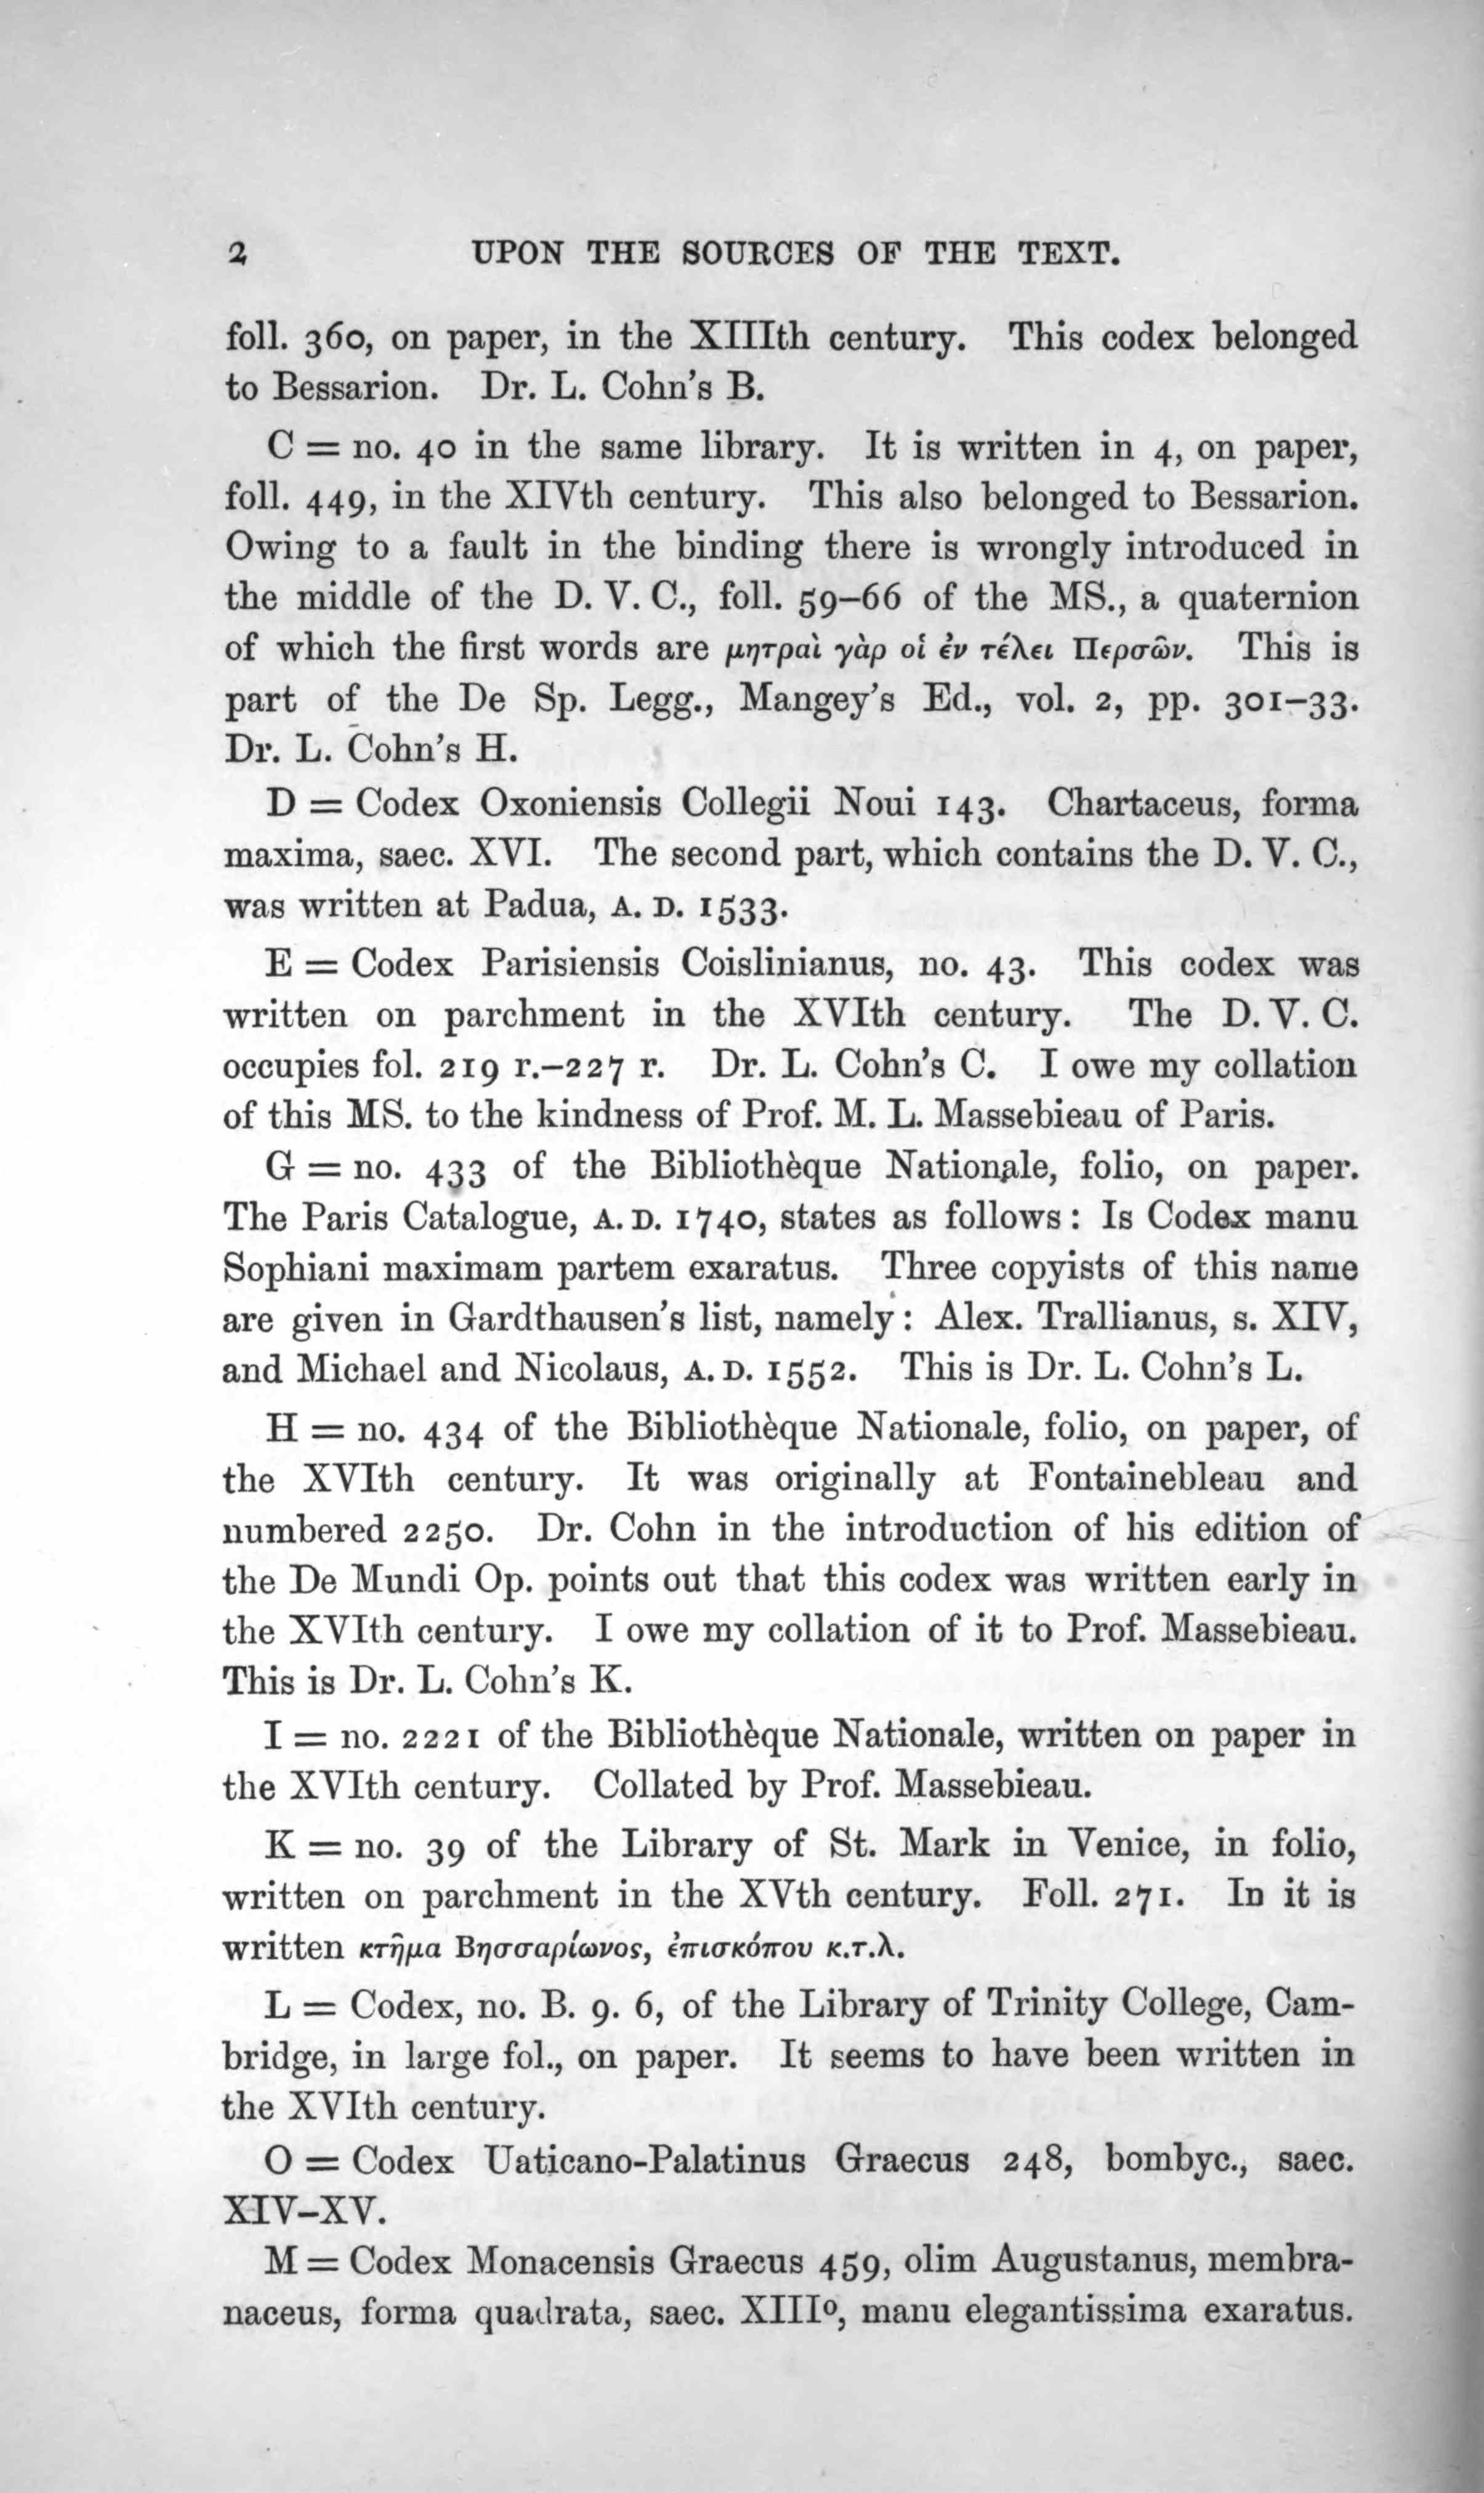 2 UPON THE SOURCES OF THE TEXT.
foll. 360, on paper, in the XIIIth century. This codex belonged
to Bessarion. Dr. L. Cohn's B.
C = no. 40 in the same library. It is written in 4, on paper,
foll. 449, in the XIVth century. This also belonged to Bessarion.
Owing to a fault in the binding there is wrongly introduced in
the middle of the D. V. C., foll. 59–66 of the MS., a quaternion
of which the first words are μητραὶ γὰρ οἱ ἐν τέλει Περσῶν. This is
part of the De Sp. Legg., Mangey's Ed., vol. 2, pp. 301–33.
Dr. L. Cohn's H.
D = Codex Oxoniensis Collegii Noui 143. Chartaceus, forma
maxima, saec. XVI. The second part, which contains the D. V. C.,
was written at Padua, A. D. 1533.
E = Codex Parisiensis Coislinianus, no. 43. This codex was
written on parchment in the XVIth century. The D. V. C.
occupies fol. 219 r.–227 r. Dr. L. Cohn's C. I owe my collation
of this MS. to the kindness of Prof. M. L. Massebieau of Paris.
G = no. 433 of the Bibliothèque Nationale, folio, on paper.
The Paris Catalogue, A. D. 1740, states as follows: Is Codex manu
Sophiani maximam partem exaratus. Three copyists of this name
are given in Gardthausen's list, namely: Alex. Trallianus, s. XIV,
and Michael and Nicolaus, A. D. 1552. This is Dr. L. Cohn's L.
H = no. 434 of the Bibliothèque Nationale, folio, on paper, of
the XVIth century. It was originally at Fontainebleau and
numbered 2250. Dr. Cohn in the introduction of his edition of
the De Mundi Op. points out that this codex was written early in
the XVIth century. I owe my collation of it to Prof. Massebieau.
This is Dr. L. Cohn's K.
I = no. 2221 of the Bibliothèque Nationale, written on paper in
the XVIth century. Collated by Prof. Massebieau.
K = no. 39 of the Library of St. Mark in Venice, in folio,
written on parchment in the XVth century. Foll. 271. In it is
written κτῆμα Βησσαρίωνος, ἐπισκόπου κ.τ.λ.
L = Codex, no. B. 9. 6, of the Library of Trinity College, Cam-
bridge, in large fol., on paper. It seems to have been written in
the XVIth century.
O = Codex Uaticano-Palatinus Graecus 248, bombyc., saec.
XIV–XV.
M = Codex Monacensis Graecus 459, olim Augustanus, membra-
naceus, forma quadrata, saec. XIIIº, manu elegantissima exaratus.